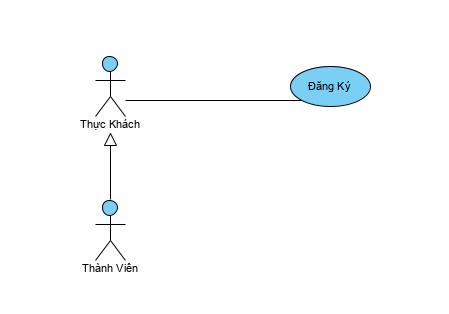 Đăng Ký
Thực Khách
Thành Viên